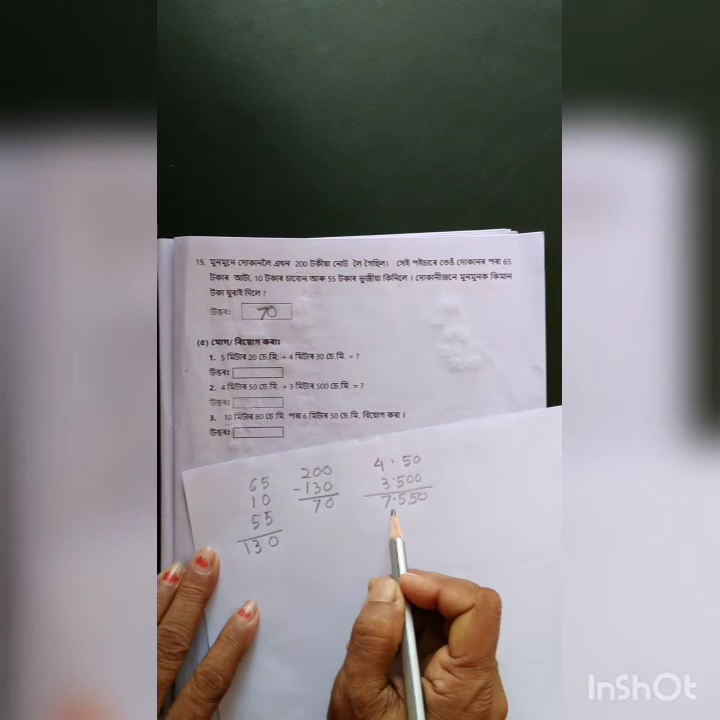 15. মুনমুনে দোকানলৈ এখন 200 টকীয়া নোট লৈ গৈছিল। সেই পইচাৰে তেওঁ দোকানৰ পৰা 65
টকাৰ আটা, 10 টকাৰ চাবোন আৰু 55 টকাৰ ভুজীয়া কিনিলে। দোকানীজনে মুনমুনক কিমান
টকা ঘূৰাই দিলে?
উত্তৰঃ 70
(৫) যোগ/ বিয়োগ কৰাঃ
1. 5 মিটাৰ 20 চে.মি. + 4 মিটাৰ 30 চে.মি. = ?
উত্তৰঃ
2. 4 মিটাৰ 50 চে.মি. + 3 মিটাৰ 500 চে.মি. = ?
উত্তৰঃ
3. 10 মিটাৰ 80 চে.মি. পৰা 6 মিটাৰ 50 চে.মি. বিয়োগ কৰা।
উত্তৰঃ
65
10
55
130
200
-130
70
4.50
3.500
7.550
InShOt